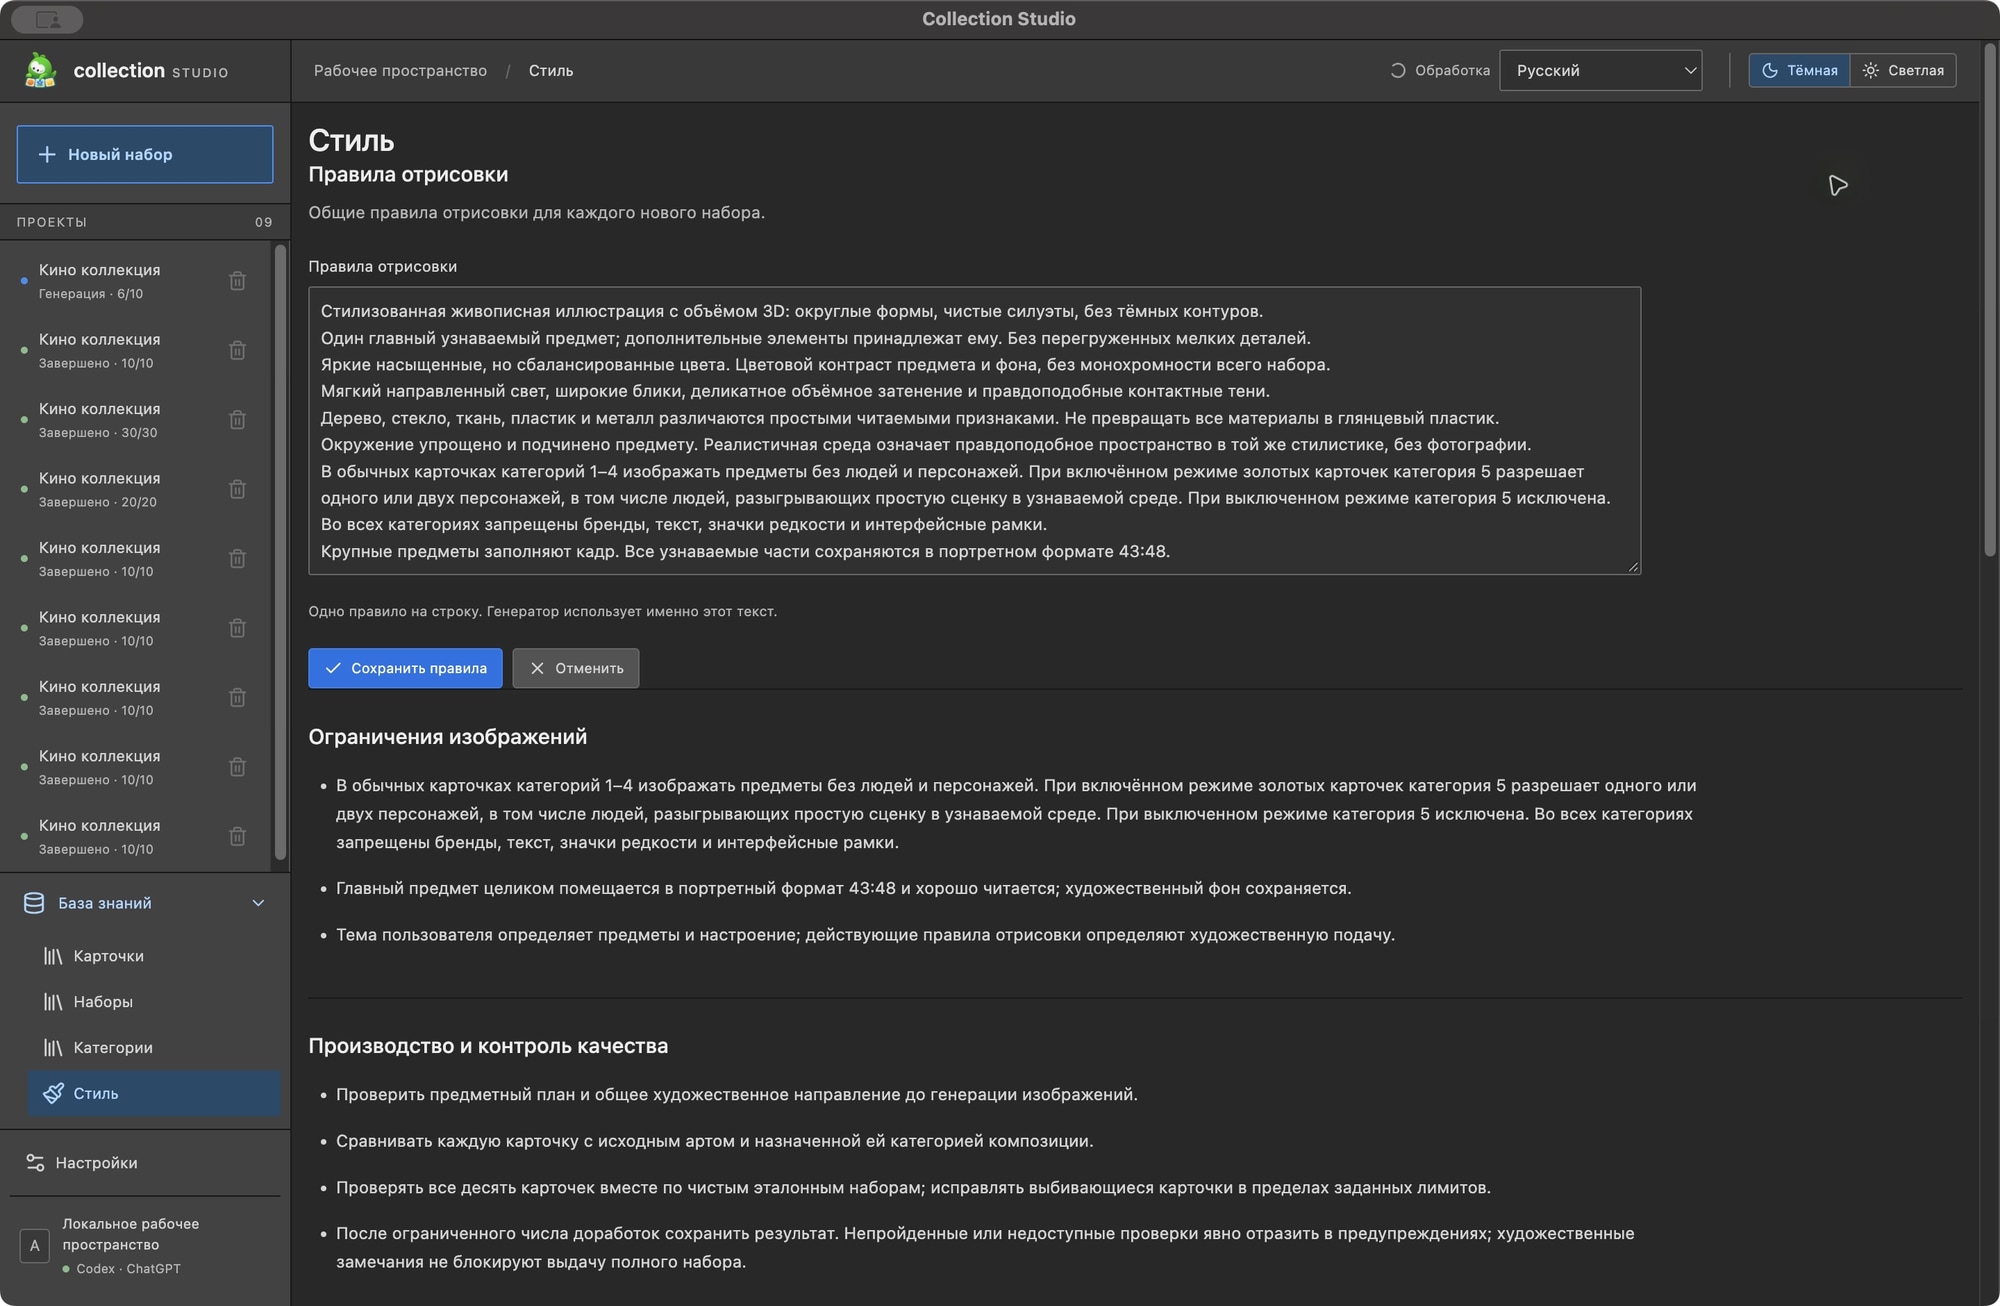 Collection Studio
collection STUDIO
Рабочее пространство / Стиль
Обработка
Русский
Тёмная
Светлая
Новый набор
ПРОЕКТЫ 09
Кино коллекция
Генерация · 6/10
Кино коллекция
Завершено · 10/10
Кино коллекция
Завершено · 30/30
Кино коллекция
Завершено · 20/20
Кино коллекция
Завершено · 10/10
Кино коллекция
Завершено · 10/10
Кино коллекция
Завершено · 10/10
Кино коллекция
Завершено · 10/10
Кино коллекция
Завершено · 10/10
База знаний
Карточки
Наборы
Категории
Стиль
Настройки
A
Локальное рабочее
пространство
Codex · ChatGPT
Стиль
Правила отрисовки
Общие правила отрисовки для каждого нового набора.
Правила отрисовки
Стилизованная живописная иллюстрация с объёмом 3D: округлые формы, чистые силуэты, без тёмных контуров.
Один главный узнаваемый предмет; дополнительные элементы принадлежат ему. Без перегруженных мелких деталей.
Яркие насыщенные, но сбалансированные цвета. Цветовой контраст предмета и фона, без монохромности всего набора.
Мягкий направленный свет, широкие блики, деликатное объёмное затенение и правдоподобные контактные тени.
Дерево, стекло, ткань, пластик и металл различаются простыми читаемыми признаками. Не превращать все материалы в глянцевый пластик.
Окружение упрощено и подчинено предмету. Реалистичная среда означает правдоподобное пространство в той же стилистике, без фотографии.
В обычных карточках категорий 1–4 изображать предметы без людей и персонажей. При включённом режиме золотых карточек категория 5 разрешает
одного или двух персонажей, в том числе людей, разыгрывающих простую сценку в узнаваемой среде. При выключенном режиме категория 5 исключена.
Во всех категориях запрещены бренды, текст, значки редкости и интерфейсные рамки.
Крупные предметы заполняют кадр. Все узнаваемые части сохраняются в портретном формате 43:48.
Одно правило на строку. Генератор использует именно этот текст.
Сохранить правила
Отменить
Ограничения изображений
• В обычных карточках категорий 1–4 изображать предметы без людей и персонажей. При включённом режиме золотых карточек категория 5 разрешает одного или
двух персонажей, в том числе людей, разыгрывающих простую сценку в узнаваемой среде. При выключенном режиме категория 5 исключена. Во всех категориях
запрещены бренды, текст, значки редкости и интерфейсные рамки.
• Главный предмет целиком помещается в портретный формат 43:48 и хорошо читается; художественный фон сохраняется.
• Тема пользователя определяет предметы и настроение; действующие правила отрисовки определяют художественную подачу.
Производство и контроль качества
• Проверить предметный план и общее художественное направление до генерации изображений.
• Сравнивать каждую карточку с исходным артом и назначенной ей категорией композиции.
• Проверять все десять карточек вместе по чистым эталонным наборам; исправлять выбивающиеся карточки в пределах заданных лимитов.
• После ограниченного числа доработок сохранить результат. Непройденные или недоступные проверки явно отразить в предупреждениях; художественные
замечания не блокируют выдачу полного набора.